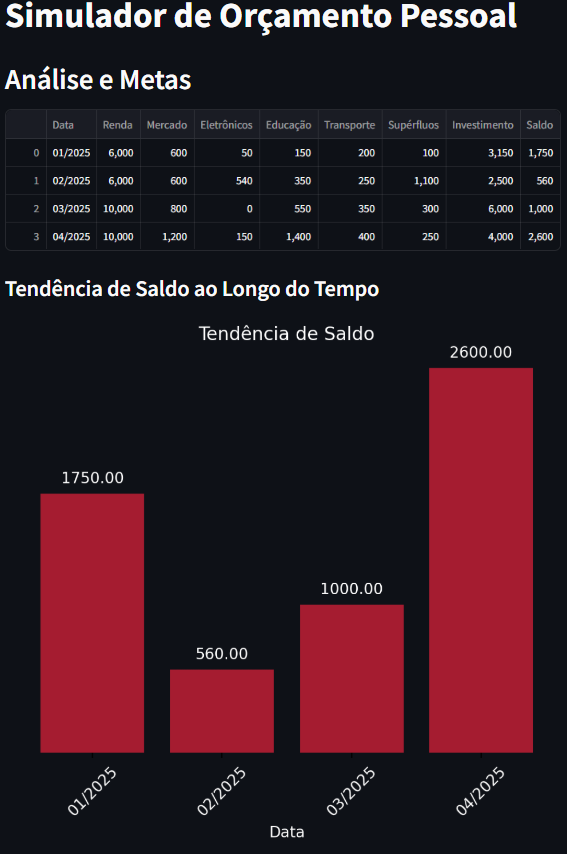 Simulador de Orçamento Pessoal
Análise e Metas
Data Renda Mercado Eletrônicos Educação Transporte Supérfluos Investimento Saldo
0 01/2025 6,000 600 50 150 200 100 3,150 1,750
1 02/2025 6,000 600 540 350 250 1,100 2,500 560
2 03/2025 10,000 800 0 550 350 300 6,000 1,000
3 04/2025 10,000 1,200 150 1,400 400 250 4,000 2,600
Tendência de Saldo ao Longo do Tempo
Tendência de Saldo
2600.00
1750.00
1000.00
560.00
01/2025 02/2025 03/2025 04/2025
Data